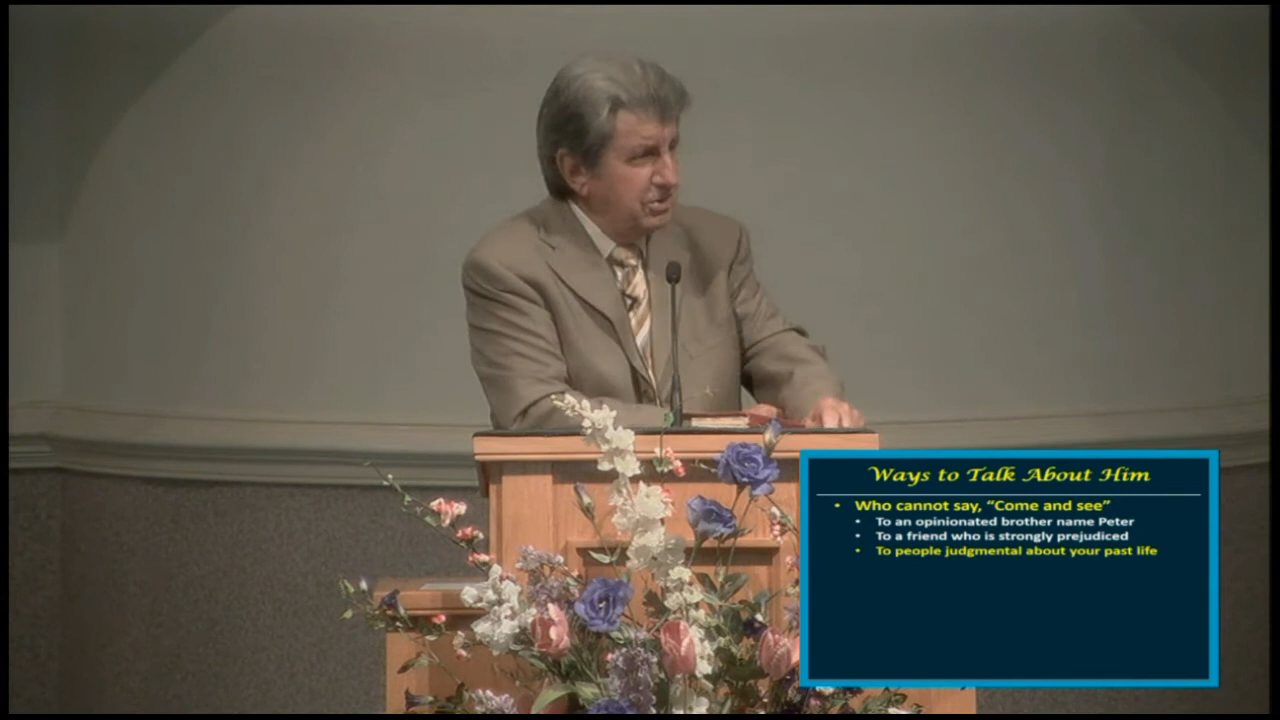 Ways to Talk About Him
• Who cannot say, “Come and see”
• To an opinionated brother name Peter
• To a friend who is strongly prejudiced
• To people judgmental about your past life